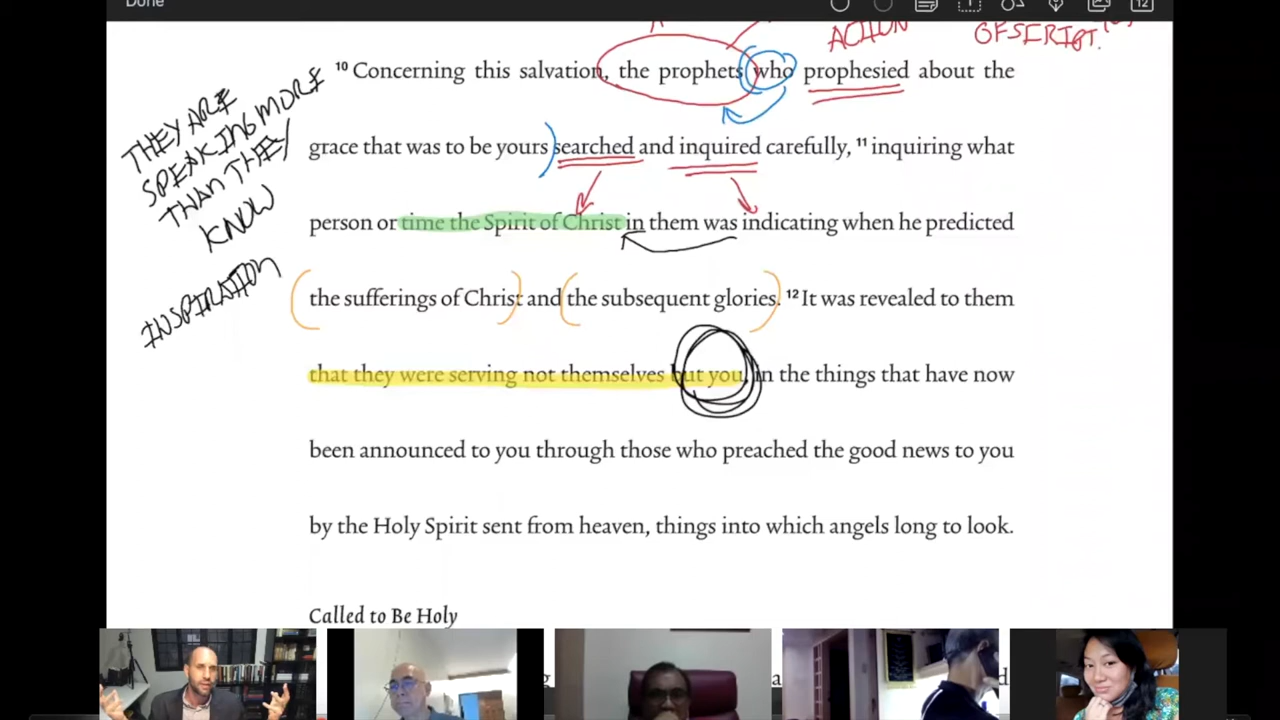 Done
12
ACTION
OF SCRIPT.
¹⁰ Concerning this salvation, the prophets who prophesied about the
grace that was to be yours) searched and inquired carefully, ¹¹ inquiring what
person or time the Spirit of Christ in them was indicating when he predicted
(the sufferings of Christ) and (the subsequent glories.) ¹² It was revealed to them
that they were serving not themselves but you, in the things that have now
been announced to you through those who preached the good news to you
by the Holy Spirit sent from heaven, things into which angels long to look.
THEY ARE
SPEAKING MORE
THAN THEY
KNOW
INSPIRATION
Called to Be Holy